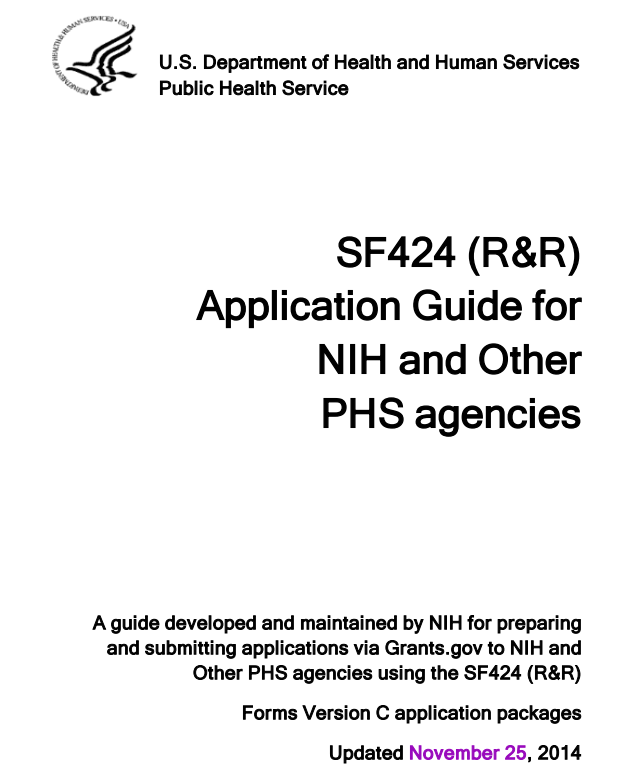 DEPARTMENT OF HEALTH & HUMAN SERVICES • USA
U.S. Department of Health and Human Services
Public Health Service
SF424 (R&R)
Application Guide for
NIH and Other
PHS agencies
A guide developed and maintained by NIH for preparing
and submitting applications via Grants.gov to NIH and
Other PHS agencies using the SF424 (R&R)
Forms Version C application packages
Updated November 25, 2014